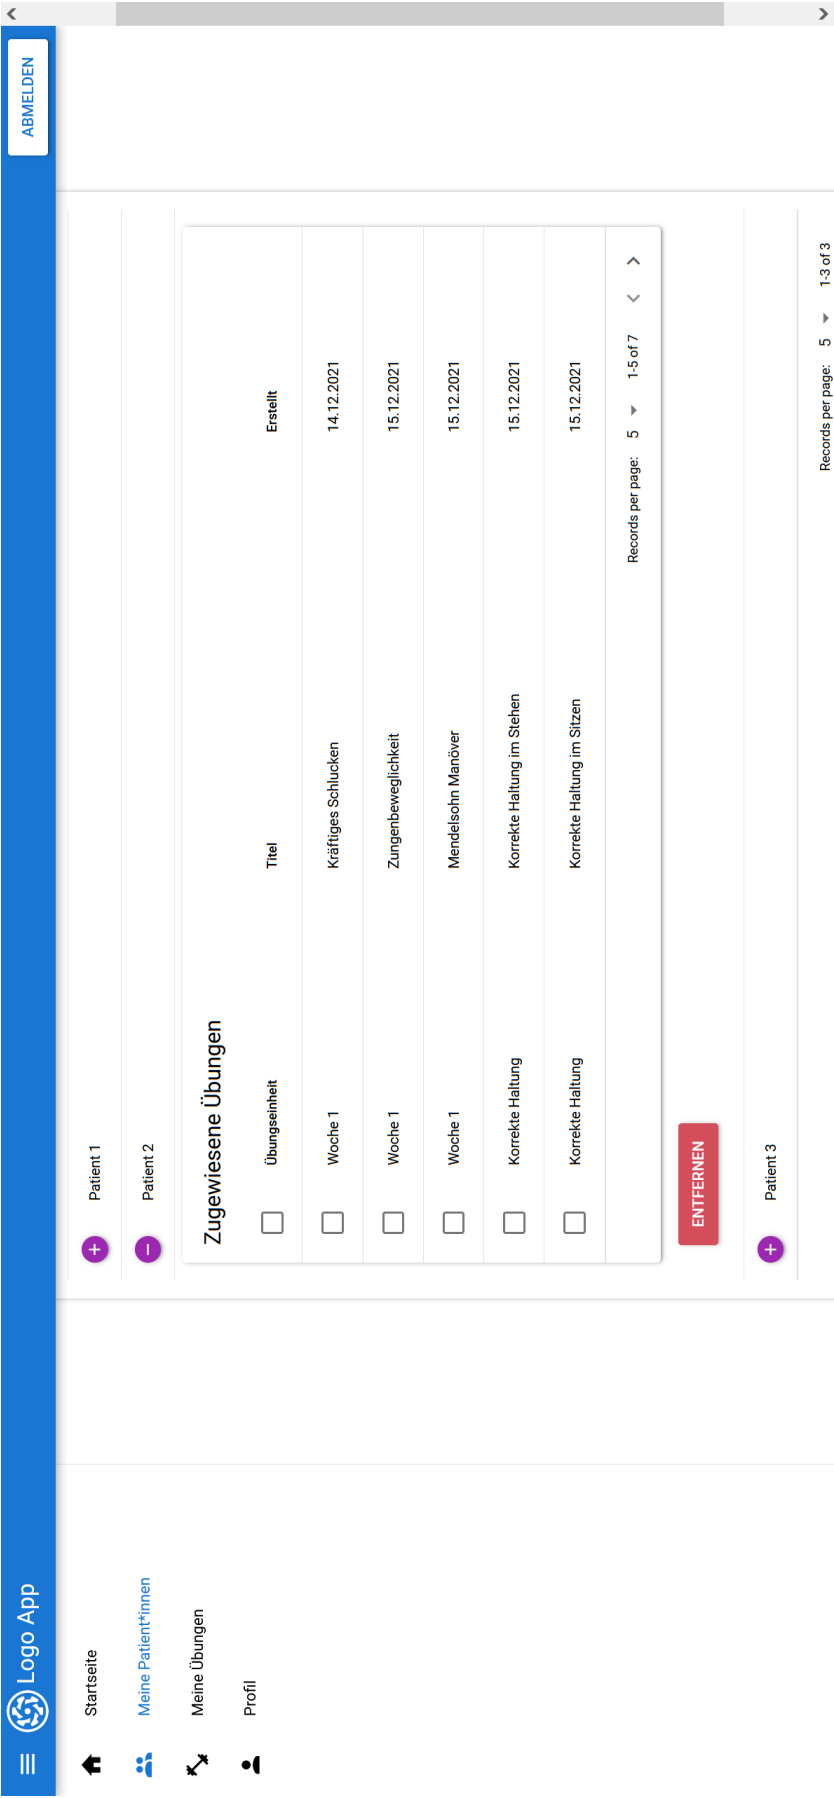 Logo App
ABMELDEN
Startseite
Meine Patient*innen
Meine Übungen
Profil
Patient 1
Patient 2
Zugewiesene Übungen
Übungseinheit Titel Erstellt
Woche 1 Kräftiges Schlucken 14.12.2021
Woche 1 Zungenbeweglichkeit 15.12.2021
Woche 1 Mendelsohn Manöver 15.12.2021
Korrekte Haltung Korrekte Haltung im Stehen 15.12.2021
Korrekte Haltung Korrekte Haltung im Sitzen 15.12.2021
Records per page: 5 1-5 of 7
ENTFERNEN
Patient 3
Records per page: 5 1-3 of 3